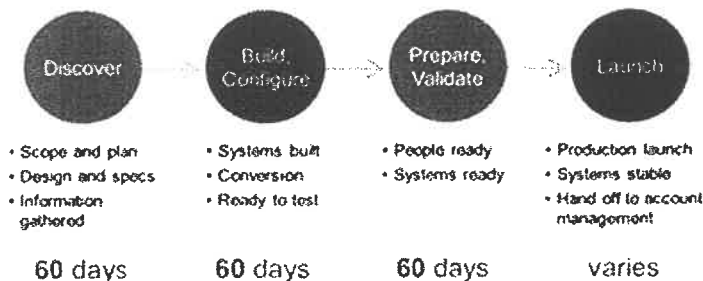 Discover
Build,
Configure
Prepare,
Validate
Launch
• Scope and plan
• Design and specs
• Information
gathered
• Systems built
• Conversion
• Ready to test
• People ready
• Systems ready
• Production launch
• Systems stable
• Hand off to account
management
60 days
60 days
60 days
varies